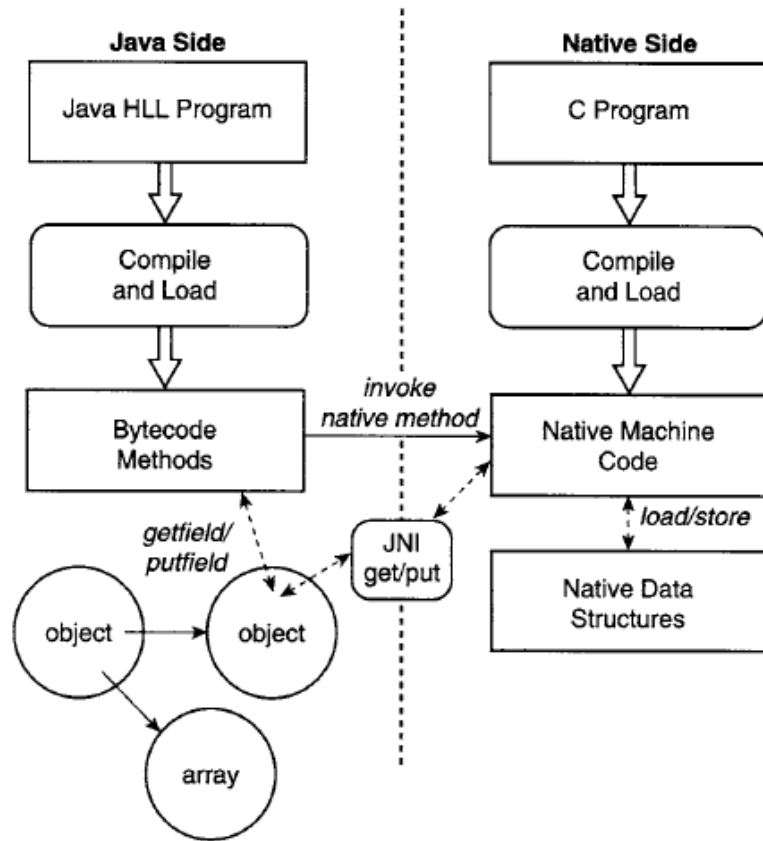 Java Side
Native Side
Java HLL Program
C Program
Compile
and Load
Compile
and Load
invoke
native method
Bytecode
Methods
Native Machine
Code
getfield/
putfield
JNI
get/put
load/store
object
object
Native Data
Structures
array